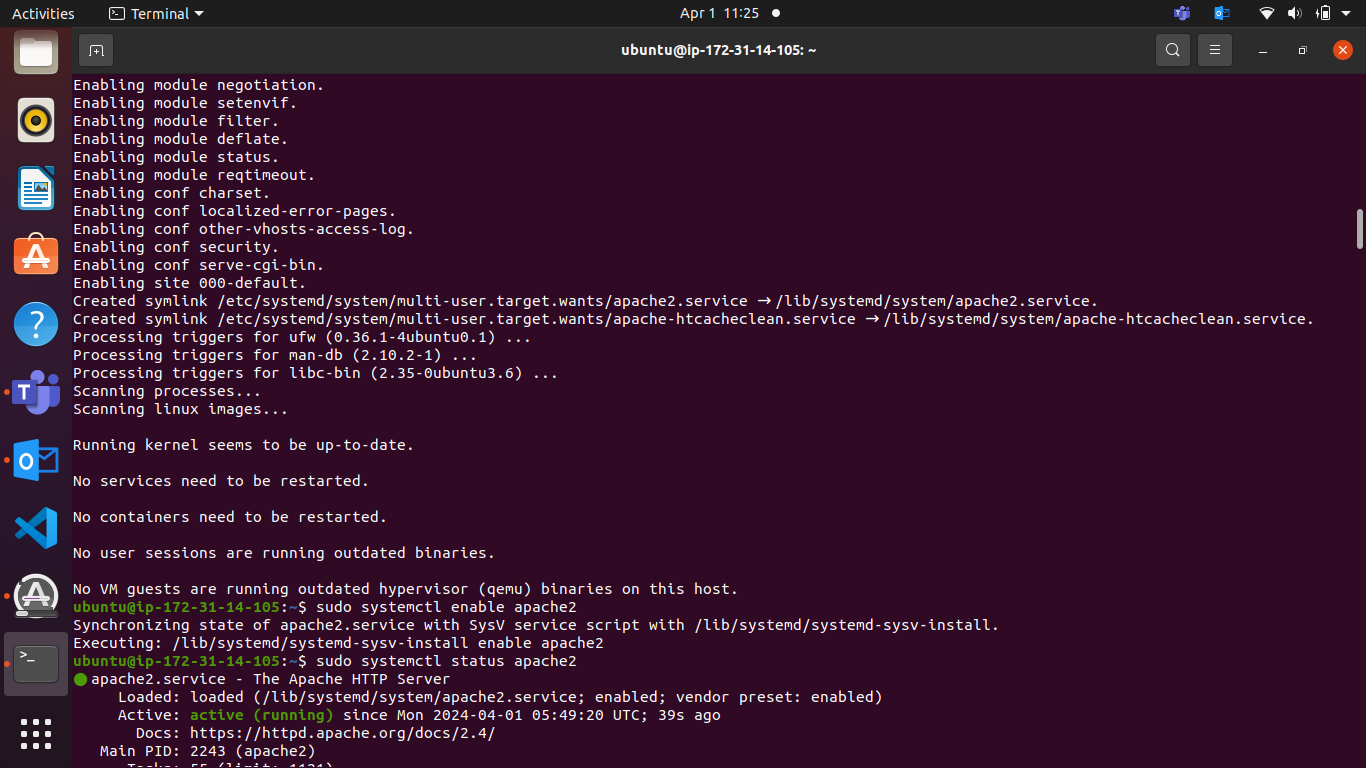 Activities
Terminal
Apr 1 11:25
ubuntu@ip-172-31-14-105: ~
Enabling module negotiation.
Enabling module setenvif.
Enabling module filter.
Enabling module deflate.
Enabling module status.
Enabling module reqtimeout.
Enabling conf charset.
Enabling conf localized-error-pages.
Enabling conf other-vhosts-access-log.
Enabling conf security.
Enabling conf serve-cgi-bin.
Enabling site 000-default.
Created symlink /etc/systemd/system/multi-user.target.wants/apache2.service → /lib/systemd/system/apache2.service.
Created symlink /etc/systemd/system/multi-user.target.wants/apache-htcacheclean.service → /lib/systemd/system/apache-htcacheclean.service.
Processing triggers for ufw (0.36.1-4ubuntu0.1) ...
Processing triggers for man-db (2.10.2-1) ...
Processing triggers for libc-bin (2.35-0ubuntu3.6) ...
Scanning processes...
Scanning linux images...
Running kernel seems to be up-to-date.
No services need to be restarted.
No containers need to be restarted.
No user sessions are running outdated binaries.
No VM guests are running outdated hypervisor (qemu) binaries on this host.
ubuntu@ip-172-31-14-105:~$ sudo systemctl enable apache2
Synchronizing state of apache2.service with SysV service script with /lib/systemd/systemd-sysv-install.
Executing: /lib/systemd/systemd-sysv-install enable apache2
ubuntu@ip-172-31-14-105:~$ sudo systemctl status apache2
● apache2.service - The Apache HTTP Server
Loaded: loaded (/lib/systemd/system/apache2.service; enabled; vendor preset: enabled)
Active: active (running) since Mon 2024-04-01 05:49:20 UTC; 39s ago
Docs: https://httpd.apache.org/docs/2.4/
Main PID: 2243 (apache2)